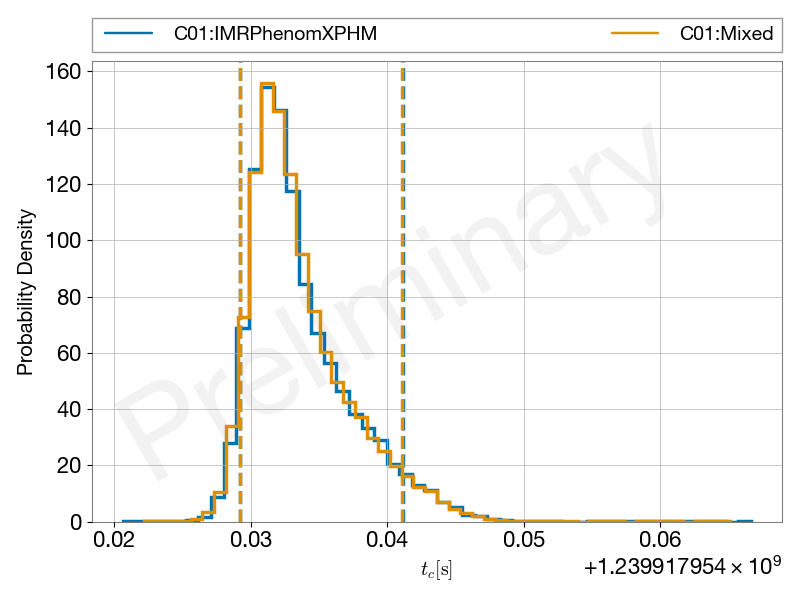 C01:IMRPhenomXPHM C01:Mixed
160
140
120
100
80
60
40
20
0
Probability Density
Preliminary
0.02 0.03 0.04 0.05 0.06
t_c[s]
+1.239917954 × 10⁹